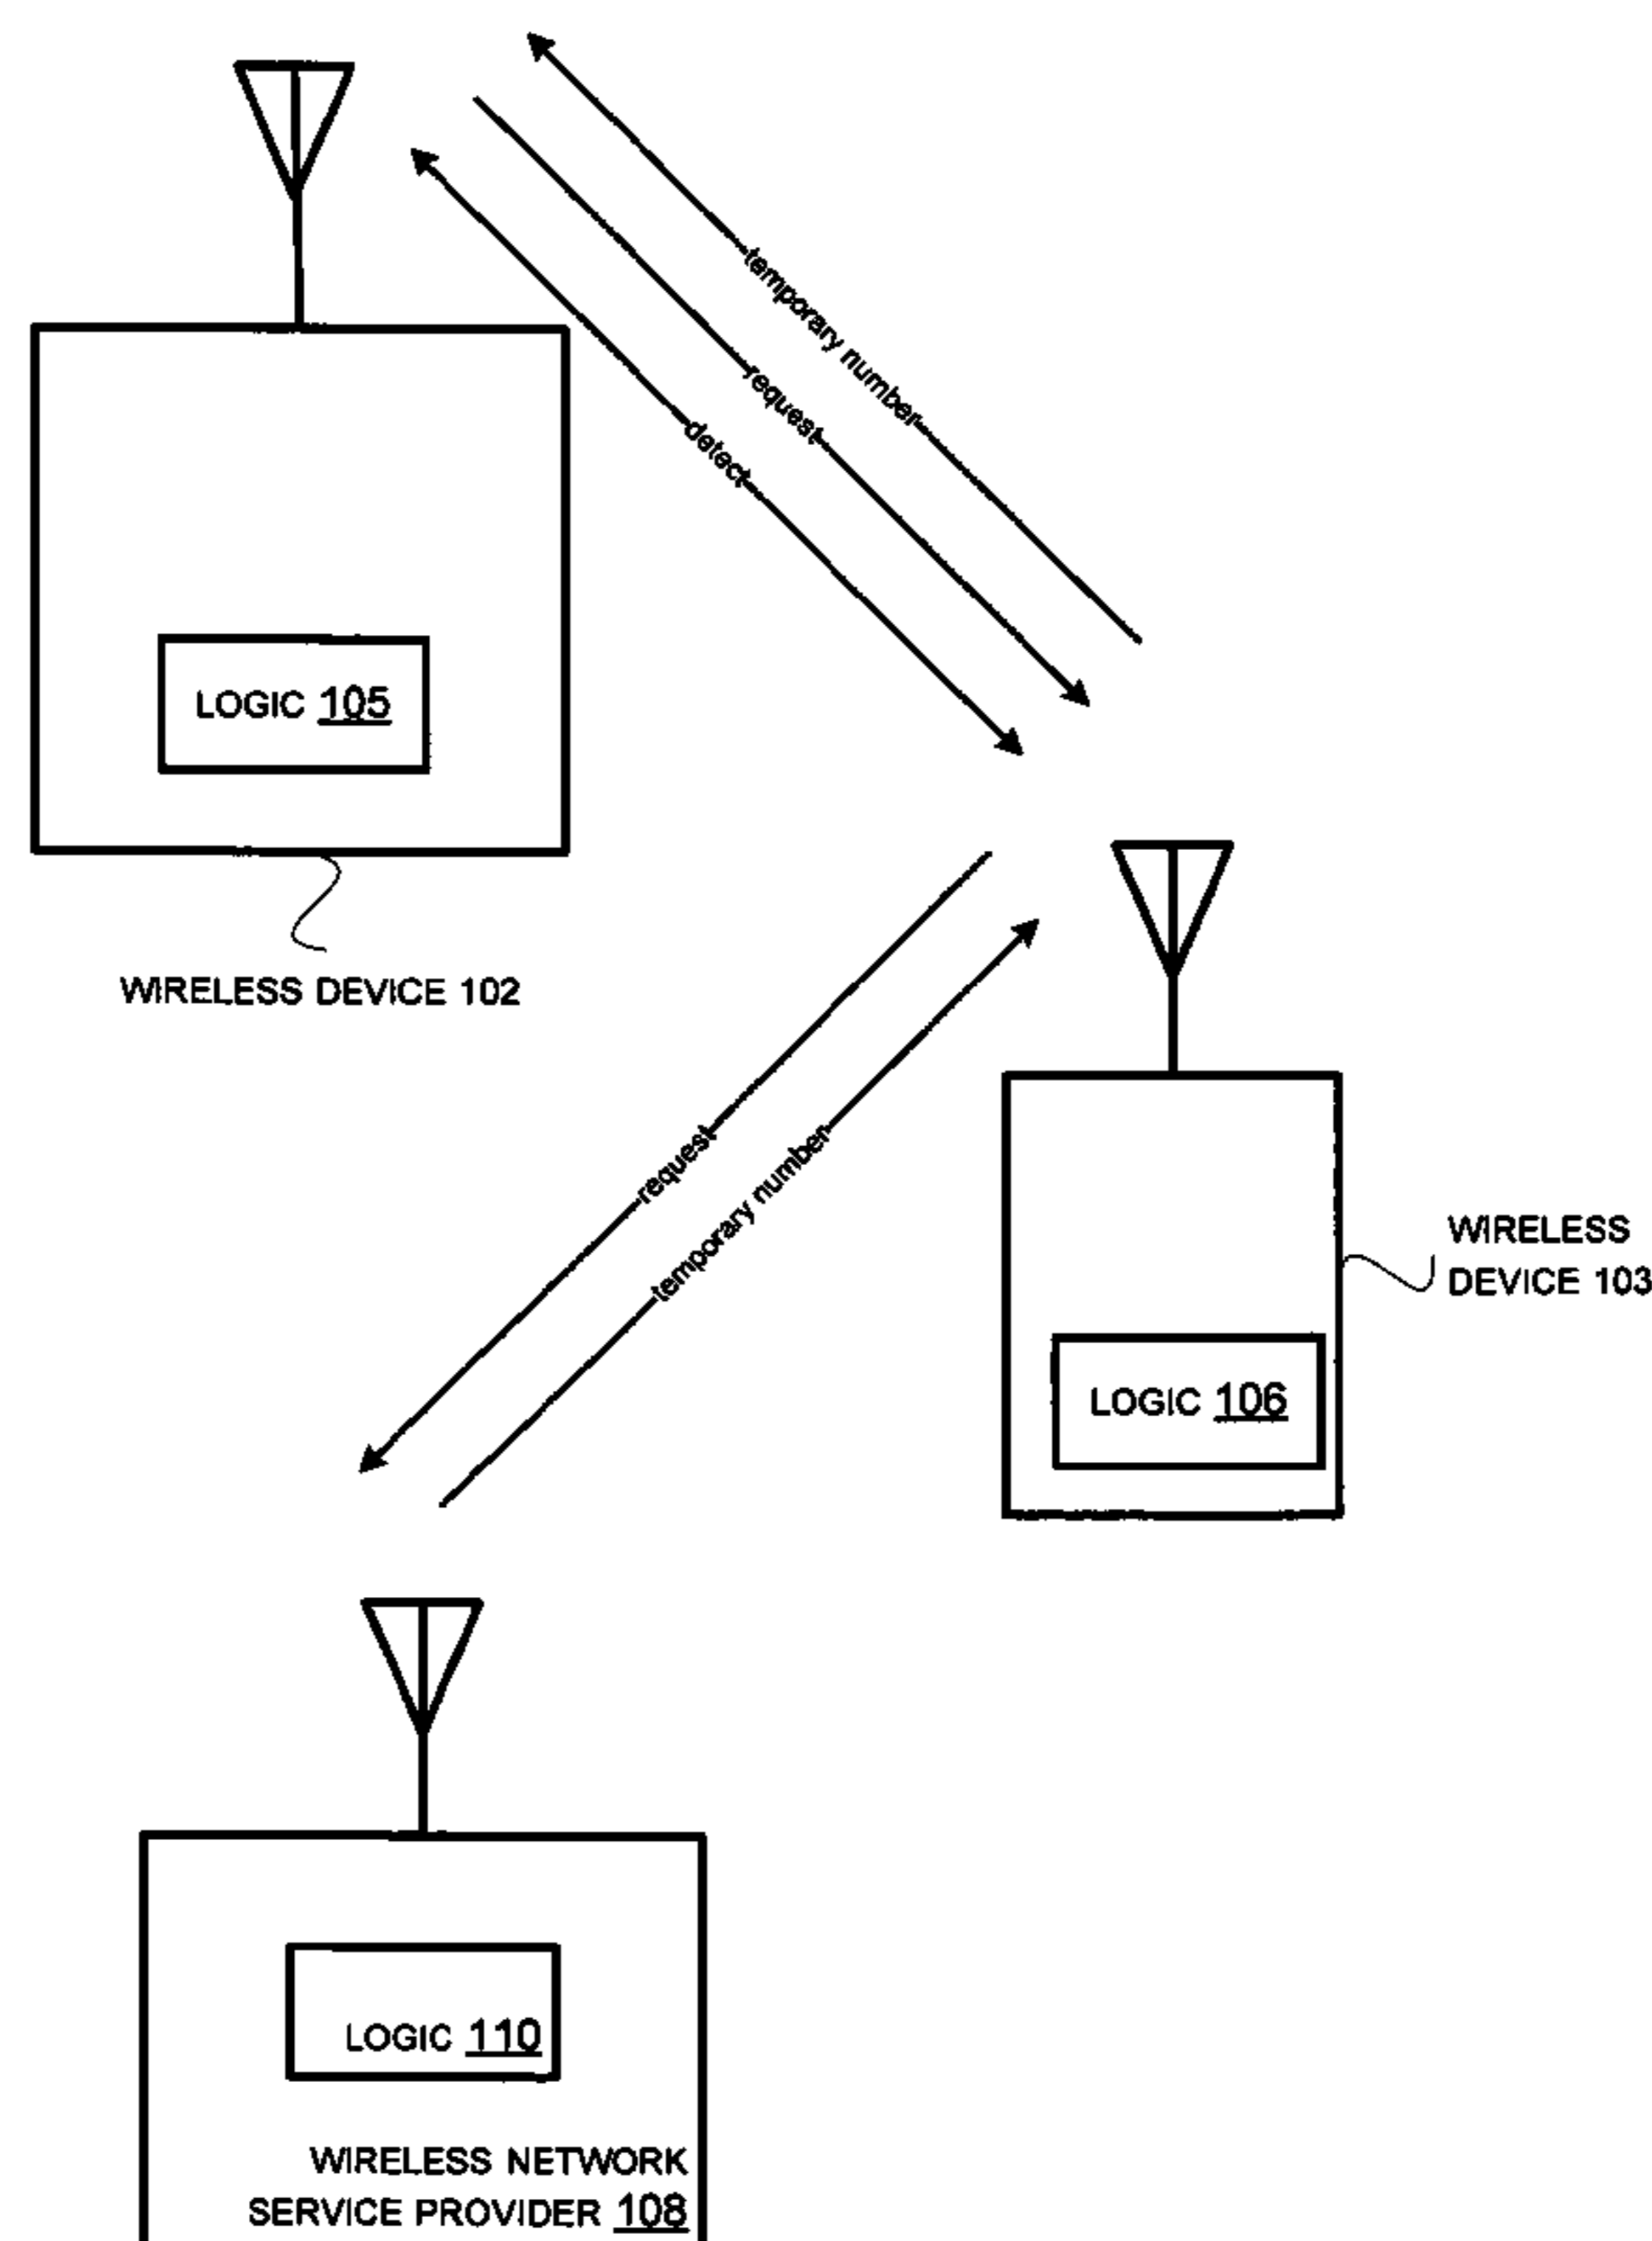 temporary number
request
detect
LOGIC 105
WIRELESS DEVICE 102
request
temporary number
WIRELESS
DEVICE 103
LOGIC 106
LOGIC 110
WIRELESS NETWORK
SERVICE PROVIDER 108